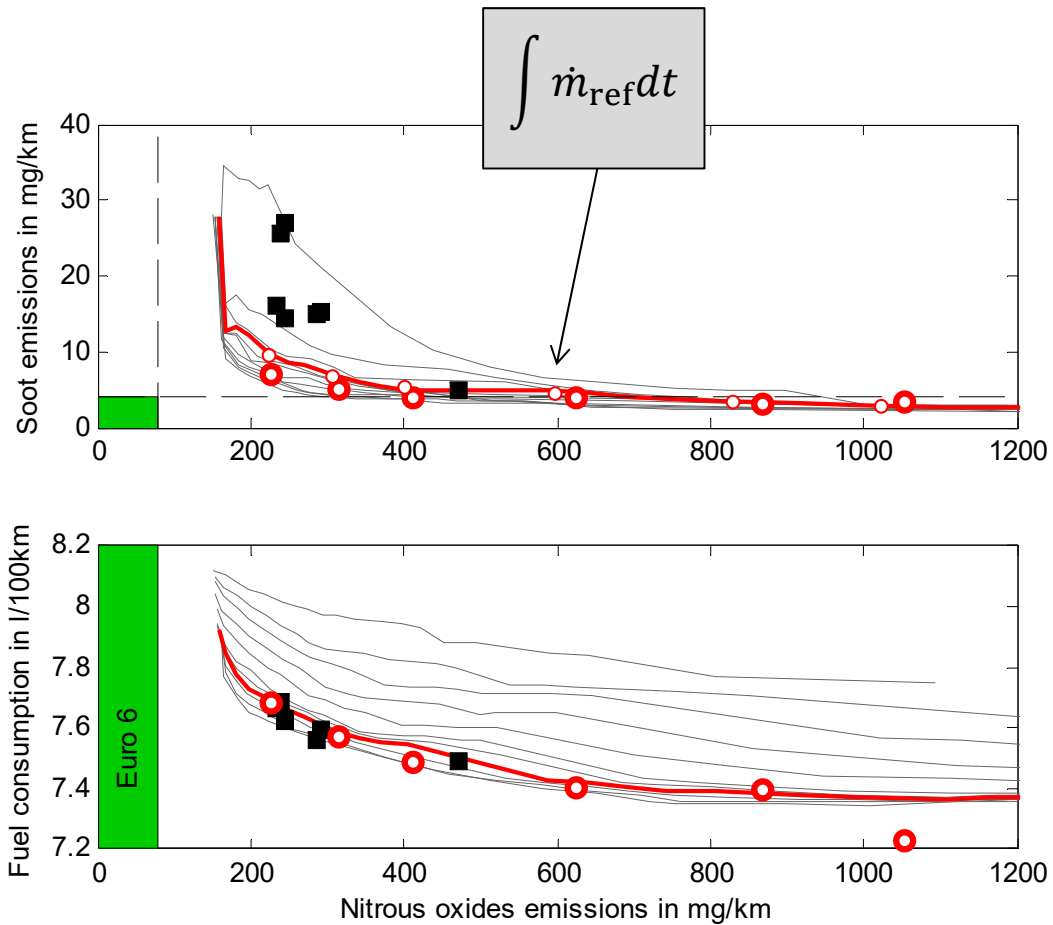 ∫ ṁ_ref dt
Soot emissions in mg/km
40
30
20
10
0
0 200 400 600 800 1000 1200
Fuel consumption in l/100km
8.2
8
7.8
7.6
7.4
7.2
Euro 6
0 200 400 600 800 1000 1200
Nitrous oxides emissions in mg/km